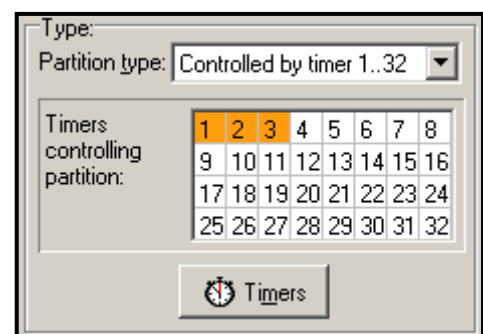 Type:
Partition type: Controlled by timer 1..32
Timers
controlling
partition:
1 2 3 4 5 6 7 8
9 10 11 12 13 14 15 16
17 18 19 20 21 22 23 24
25 26 27 28 29 30 31 32
Timers